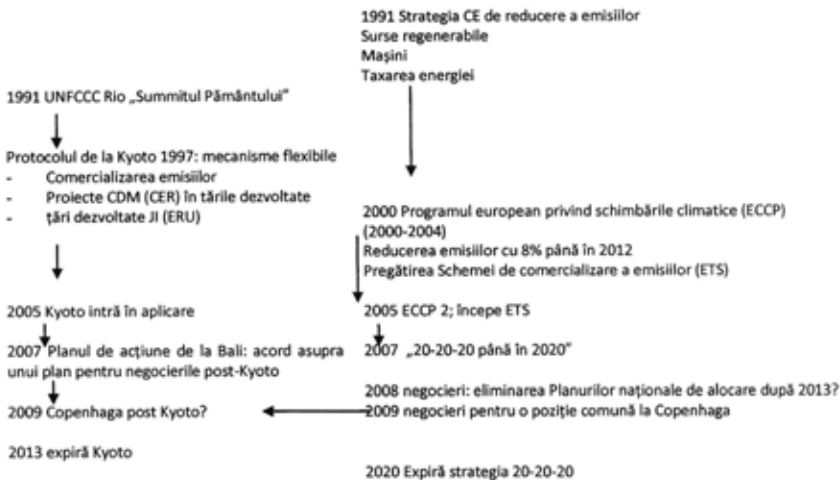 1991 Strategia CE de reducere a emisiilor
Surse regenerabile
Mașini
Taxarea energiei
1991 UNFCCC Rio „Summitul Pământului"
Protocolul de la Kyoto 1997: mecanisme flexibile
- Comercializarea emisiilor
- Proiecte CDM (CER) în tările dezvoltate
- țări dezvoltate JI (ERU)
2000 Programul european privind schimbările climatice (ECCP)
(2000-2004)
Reducerea emisiilor cu 8% până în 2012
Pregătirea Schemei de comercializare a emisiilor (ETS)
2005 Kyoto intră în aplicare
2005 ECCP 2; începe ETS
2007 Planul de acțiune de la Bali: acord asupra
unui plan pentru negocierile post-Kyoto
2007 „20-20-20 până în 2020"
2008 negocieri: eliminarea Planurilor naționale de alocare după 2013?
2009 Copenhaga post Kyoto?
2009 negocieri pentru o poziție comună la Copenhaga
2013 expiră Kyoto
2020 Expiră strategia 20-20-20